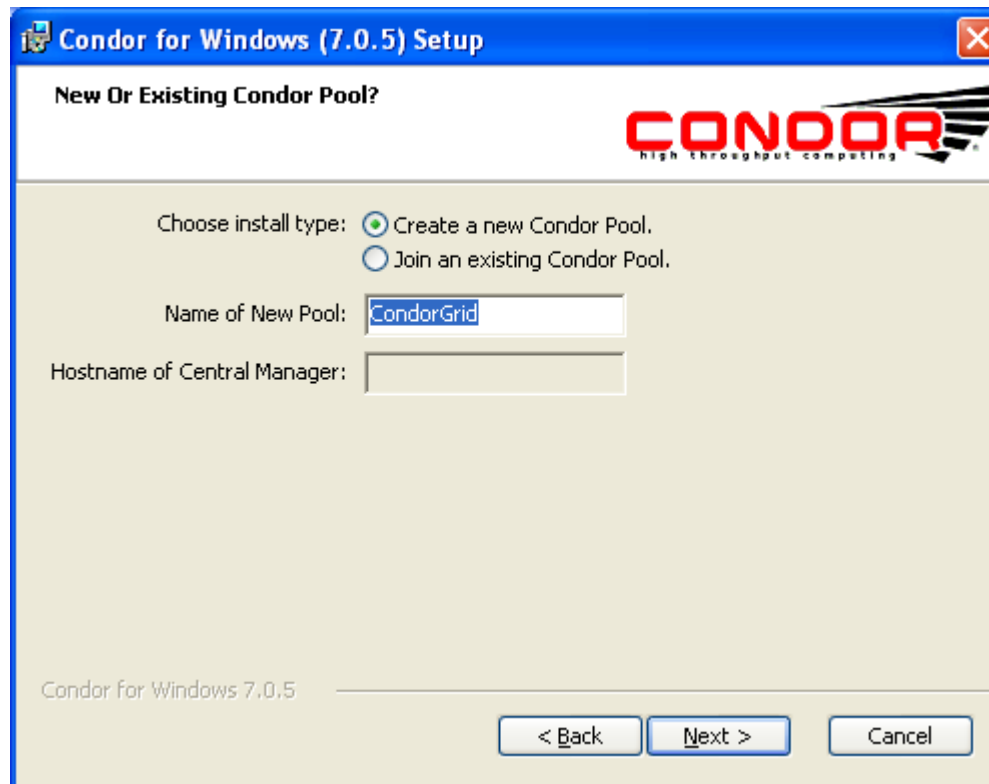 Condor for Windows (7.0.5) Setup
New Or Existing Condor Pool?
CONDOR
high throughput computing
Choose install type: Create a new Condor Pool.
Join an existing Condor Pool.
Name of New Pool: CondorGrid
Hostname of Central Manager:
Condor for Windows 7.0.5
< Back Next > Cancel